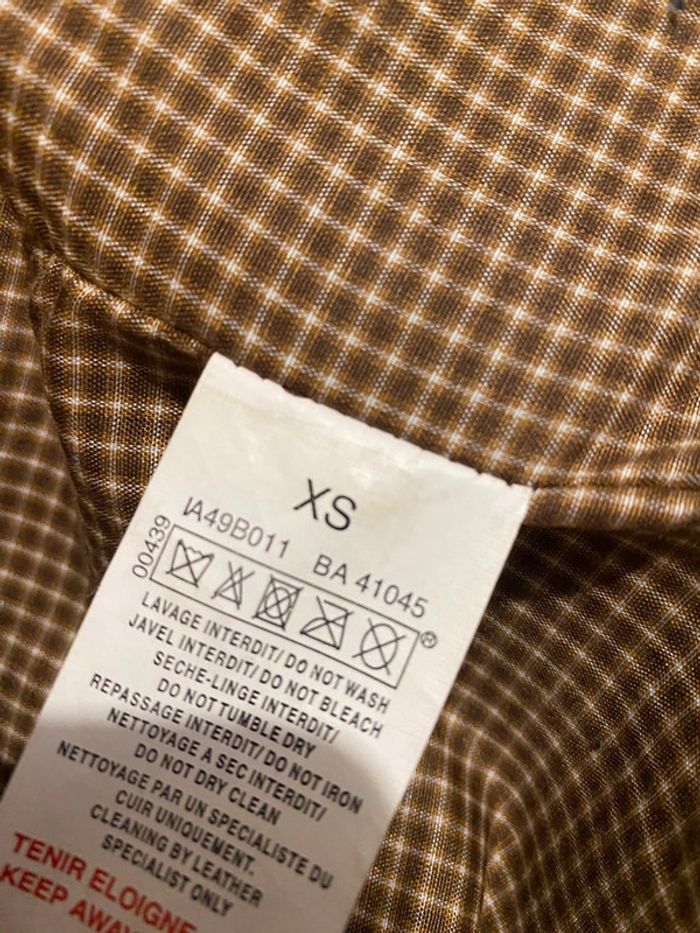 XS
IA49B011 BA 41045
00439
®
LAVAGE INTERDIT/ DO NOT WASH
JAVEL INTERDIT/ DO NOT BLEACH
SECHE-LINGE INTERDIT/
DO NOT TUMBLE DRY
REPASSAGE INTERDIT/ DO NOT IRON
NETTOYAGE A SEC INTERDIT/
DO NOT DRY CLEAN
NETTOYAGE PAR UN SPECIALISTE DU
CUIR UNIQUEMENT.
CLEANING BY LEATHER
SPECIALIST ONLY
TENIR ELOIGNE
KEEP AWAY